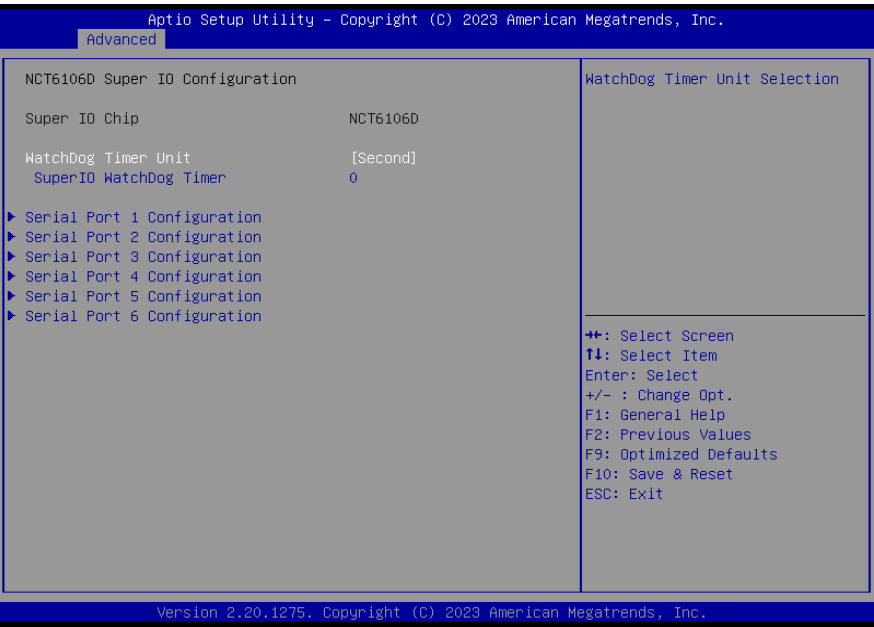 Aptio Setup Utility – Copyright (C) 2023 American Megatrends, Inc.
Advanced
NCT6106D Super IO Configuration
Super IO Chip NCT6106D
WatchDog Timer Unit [Second]
SuperIO WatchDog Timer 0
Serial Port 1 Configuration
Serial Port 2 Configuration
Serial Port 3 Configuration
Serial Port 4 Configuration
Serial Port 5 Configuration
Serial Port 6 Configuration
WatchDog Timer Unit Selection
→←: Select Screen
↑↓: Select Item
Enter: Select
+/- : Change Opt.
F1: General Help
F2: Previous Values
F9: Optimized Defaults
F10: Save & Reset
ESC: Exit
Version 2.20.1275. Copyright (C) 2023 American Megatrends, Inc.